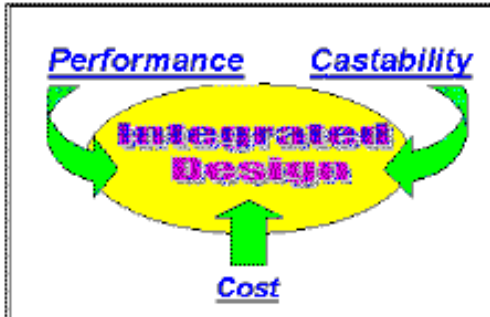 Performance
Castability
Integrated
Design
Cost